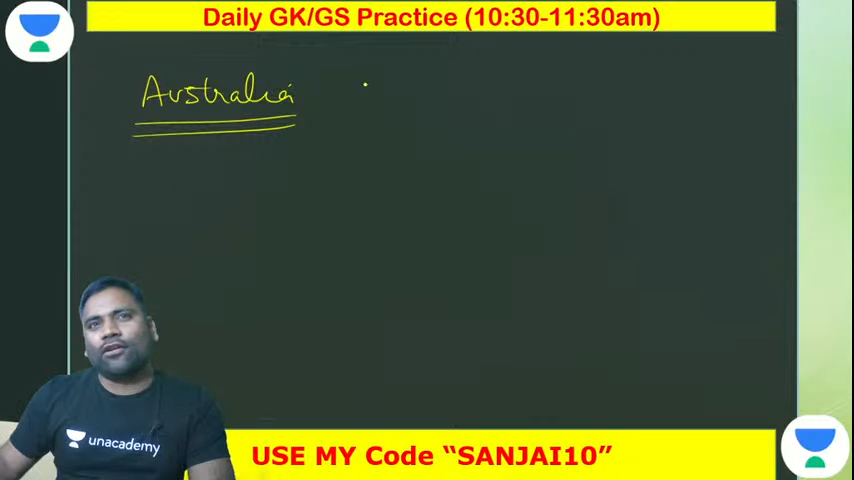 Daily GK/GS Practice (10:30-11:30am)
Australia
unacademy
USE MY Code “SANJAI10”